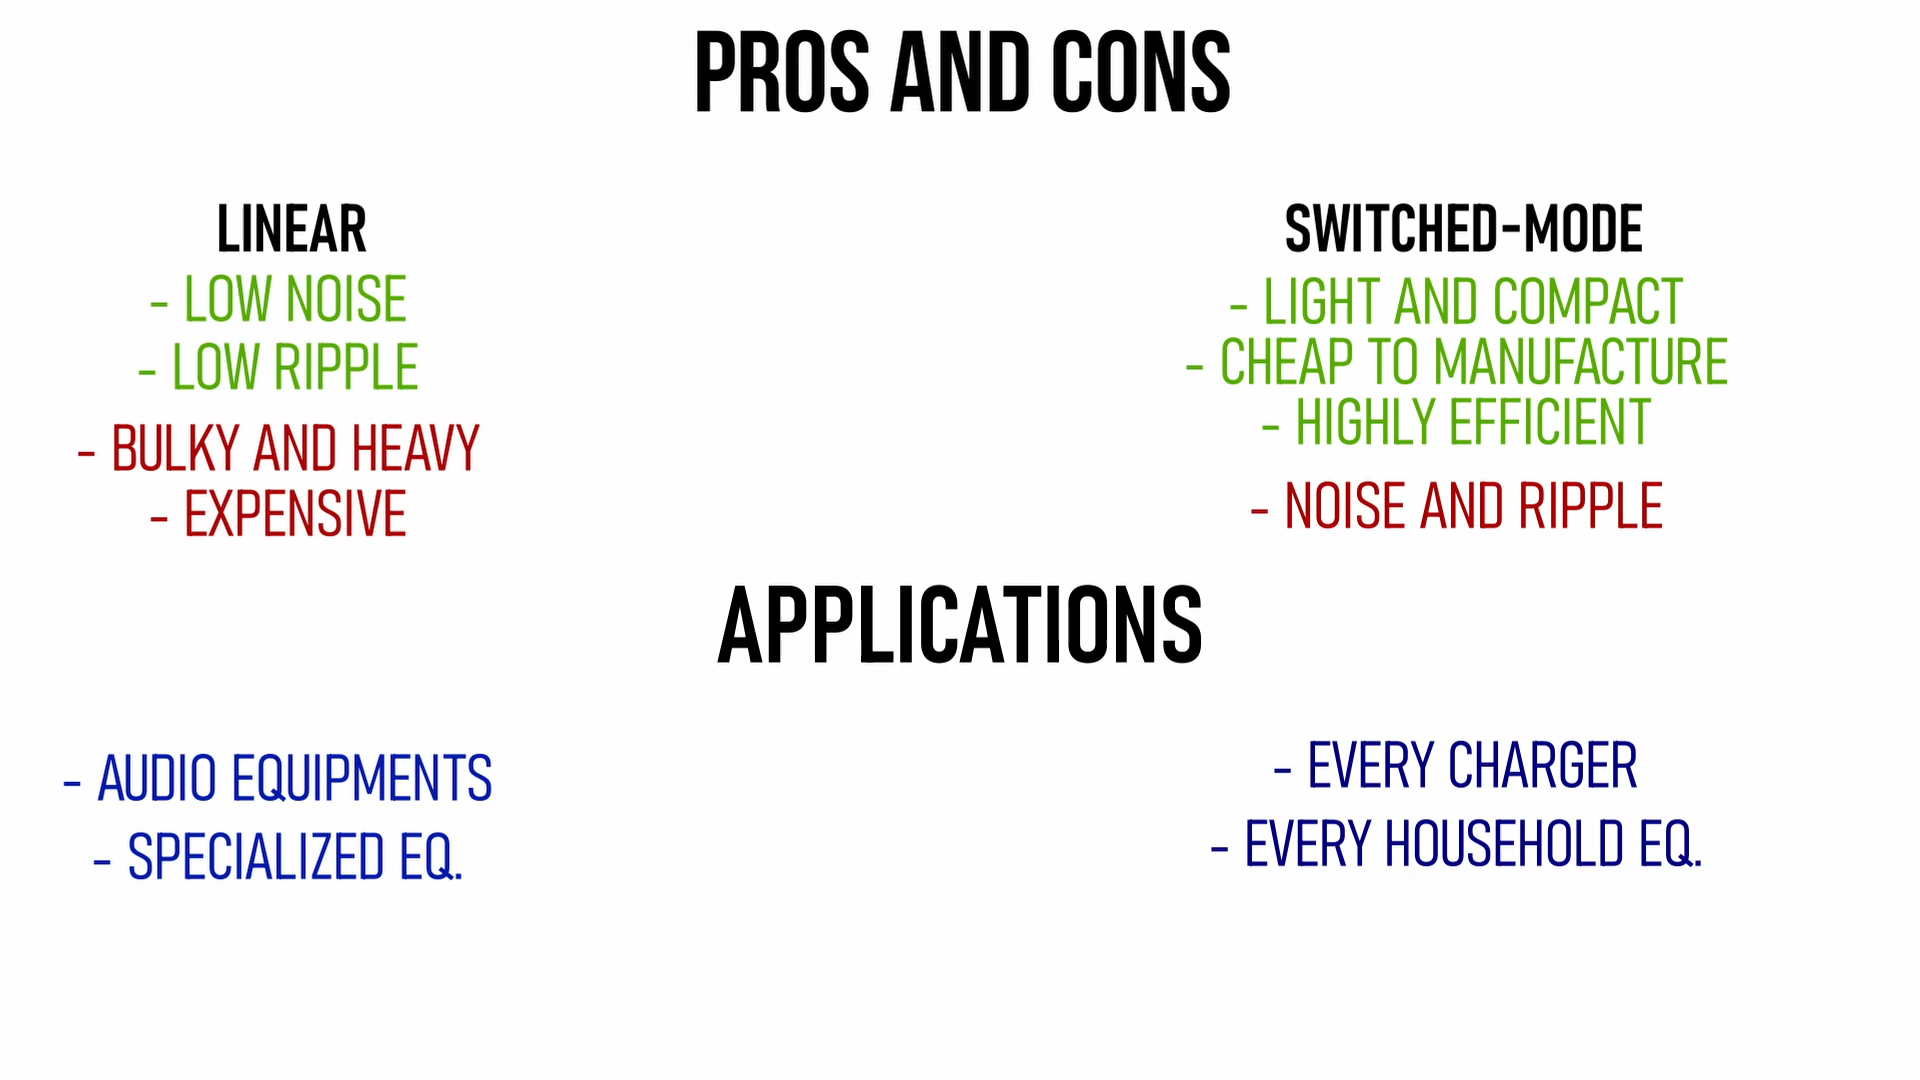 PROS AND CONS
LINEAR
- LOW NOISE
- LOW RIPPLE
- BULKY AND HEAVY
- EXPENSIVE
SWITCHED-MODE
- LIGHT AND COMPACT
- CHEAP TO MANUFACTURE
- HIGHLY EFFICIENT
- NOISE AND RIPPLE
APPLICATIONS
- AUDIO EQUIPMENTS
- SPECIALIZED EQ.
- EVERY CHARGER
- EVERY HOUSEHOLD EQ.